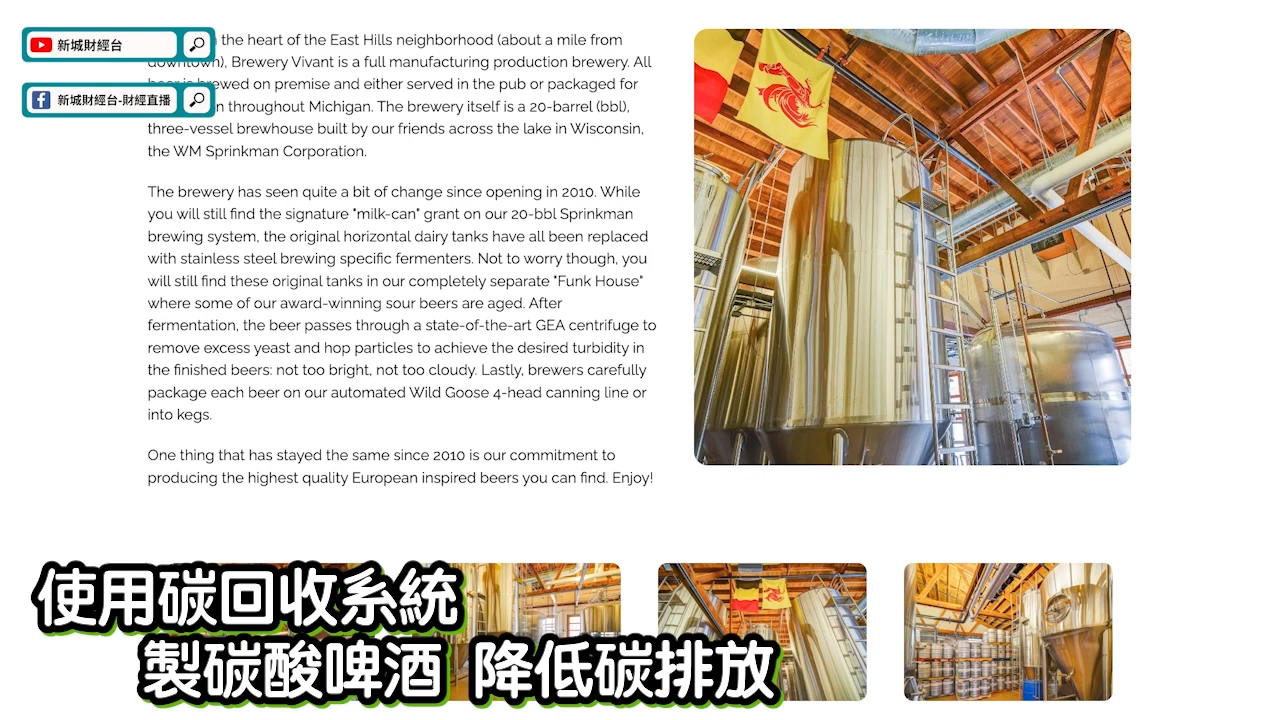 新城財經台
新城財經台-財經直播
the heart of the East Hills neighborhood (about a mile from
downtown), Brewery Vivant is a full manufacturing production brewery. All
beer is brewed on premise and either served in the pub or packaged for
n throughout Michigan. The brewery itself is a 20-barrel (bbl),
three-vessel brewhouse built by our friends across the lake in Wisconsin,
the WM Sprinkman Corporation.
The brewery has seen quite a bit of change since opening in 2010. While
you will still find the signature "milk-can" grant on our 20-bbl Sprinkman
brewing system, the original horizontal dairy tanks have all been replaced
with stainless steel brewing specific fermenters. Not to worry though, you
will still find these original tanks in our completely separate "Funk House"
where some of our award-winning sour beers are aged. After
fermentation, the beer passes through a state-of-the-art GEA centrifuge to
remove excess yeast and hop particles to achieve the desired turbidity in
the finished beers: not too bright, not too cloudy. Lastly, brewers carefully
package each beer on our automated Wild Goose 4-head canning line or
into kegs.
One thing that has stayed the same since 2010 is our commitment to
producing the highest quality European inspired beers you can find. Enjoy!
使用碳回收系統
製碳酸啤酒 降低碳排放